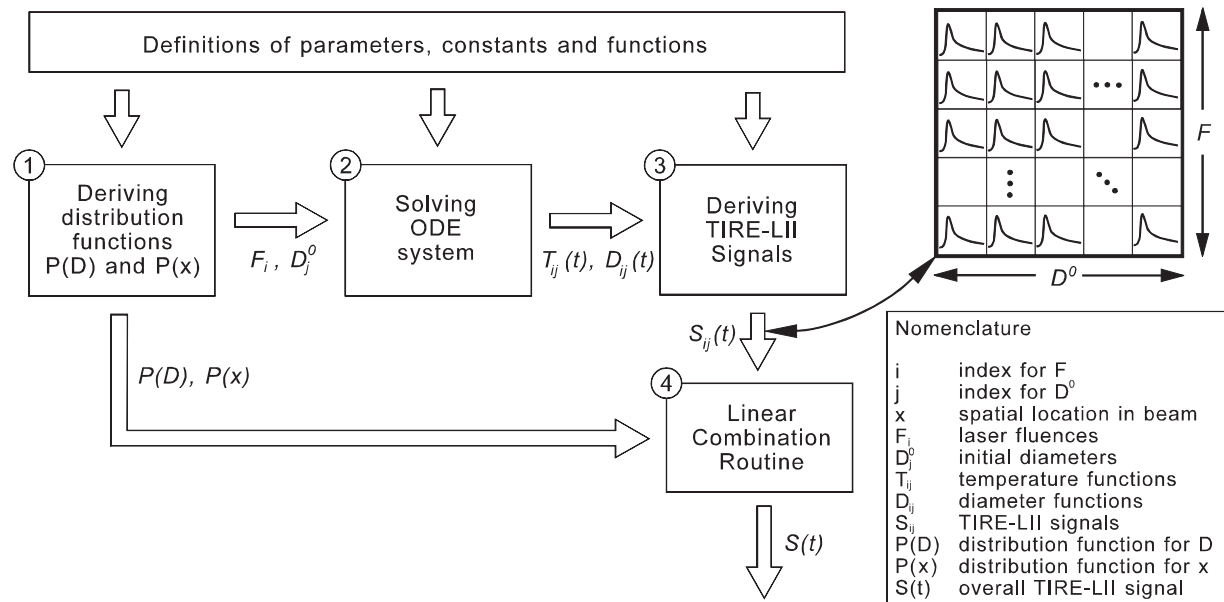 Definitions of parameters, constants and functions
1
Deriving
distribution
functions
P(D) and P(x)
F_i , D_j^0
2
Solving
ODE
system
T_ij(t), D_ij(t)
3
Deriving
TIRE-LII
Signals
F
D^0
S_ij(t)
P(D), P(x)
4
Linear
Combination
Routine
S(t)
Nomenclature
i index for F
j index for D^0
x spatial location in beam
F_i laser fluences
D_j^0 initial diameters
T_ij temperature functions
D_ij diameter functions
S_ij TIRE-LII signals
P(D) distribution function for D
P(x) distribution function for x
S(t) overall TIRE-LII signal